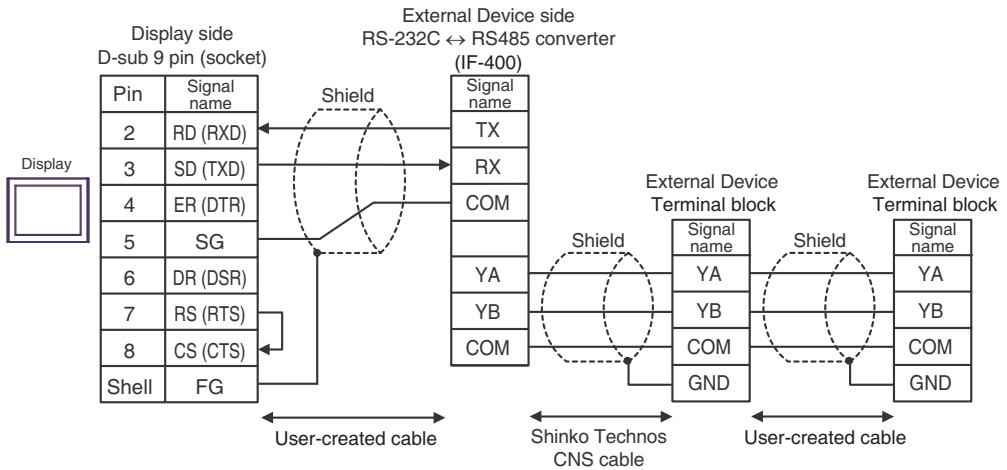 External Device side
RS-232C ↔ RS485 converter
(IF-400)
Display side
D-sub 9 pin (socket)
Pin
Signal
name
2
RD (RXD)
3
SD (TXD)
4
ER (DTR)
5
SG
6
DR (DSR)
7
RS (RTS)
8
CS (CTS)
Shell
FG
Display
Shield
Signal
name
TX
RX
COM
YA
YB
COM
Shield
External Device
Terminal block
Signal
name
YA
YB
COM
GND
Shield
External Device
Terminal block
Signal
name
YA
YB
COM
GND
User-created cable
Shinko Technos
CNS cable
User-created cable